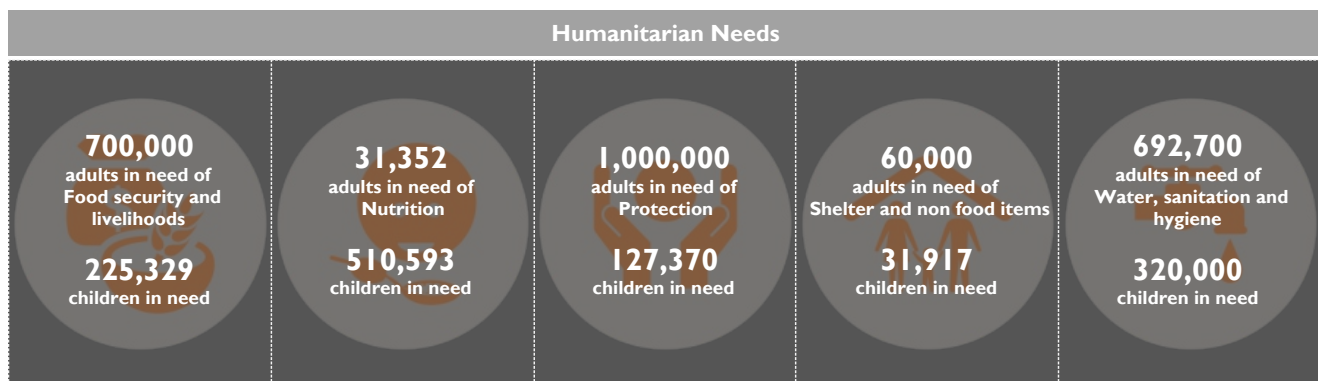 Humanitarian Needs
700,000
adults in need of
Food security and
livelihoods
225,329
children in need
31,352
adults in need of
Nutrition
510,593
children in need
1,000,000
adults in need of
Protection
127,370
children in need
60,000
adults in need of
Shelter and non food items
31,917
children in need
692,700
adults in need of
Water, sanitation and
hygiene
320,000
children in need